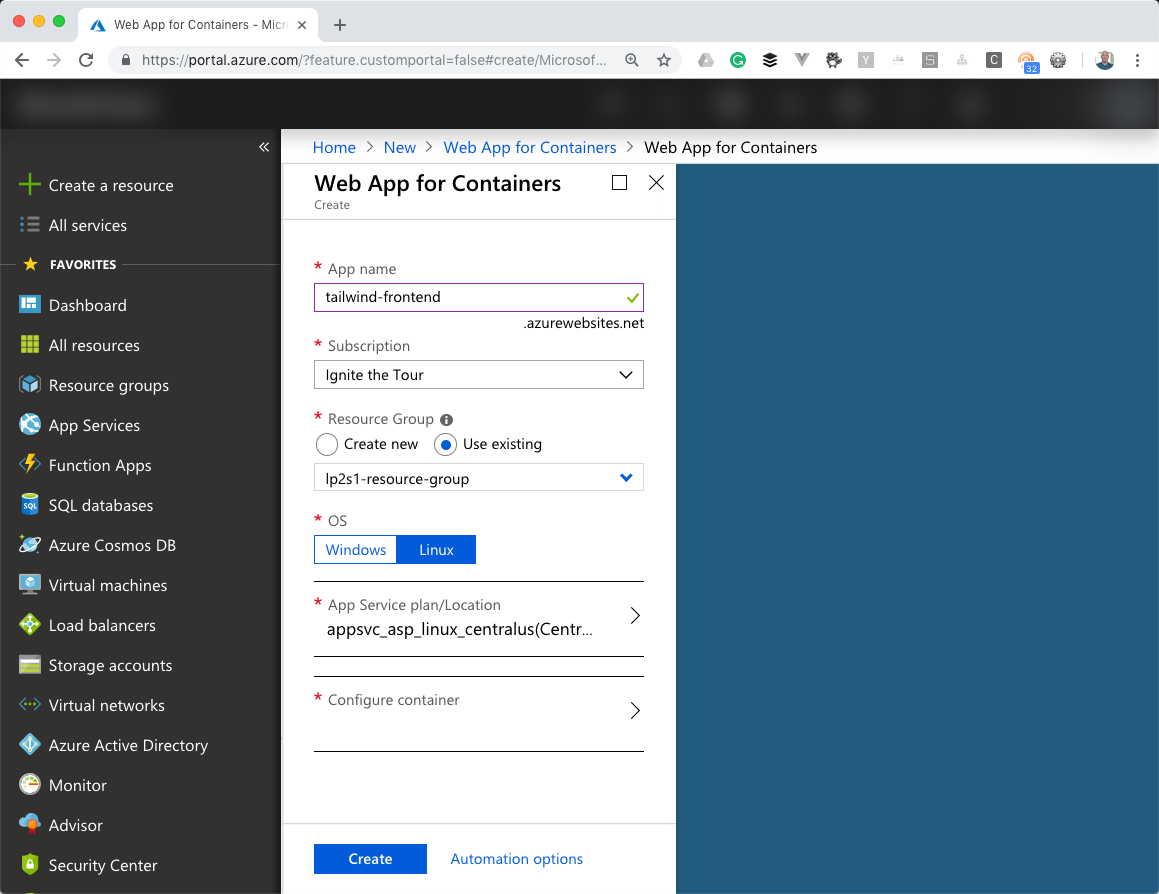 Web App for Containers - Micr
https://portal.azure.com/?feature.customportal=false#create/Microsof...
Y
S
C
32
Home > New > Web App for Containers > Web App for Containers
«
Create a resource
All services
FAVORITES
Dashboard
All resources
Resource groups
App Services
Function Apps
SQL
SQL databases
Azure Cosmos DB
Virtual machines
Load balancers
Storage accounts
Virtual networks
Azure Active Directory
Monitor
Advisor
Security Center
Web App for Containers
Create
* App name
tailwind-frontend
.azurewebsites.net
* Subscription
Ignite the Tour
* Resource Group
Create new Use existing
lp2s1-resource-group
* OS
Windows Linux
* App Service plan/Location
appsvc_asp_linux_centralus(Centr...
* Configure container
Create Automation options